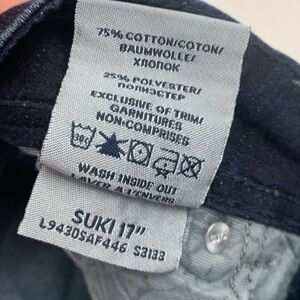 75% COTTON/COTON/
BAUMWOLLE/
ХЛОПОК
25% POLYESTER/
ПОЛИЭСТЕР
EXCLUSIVE OF TRIM/
GARNITURES
NON-COMPRISES
30
WASH INSIDE OUT
LAVER A L'ENVERS
SUKI 17"
L9430SAF446 S3133